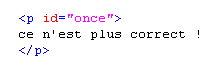 <p id="once">
ce n'est plus correct !
</p>